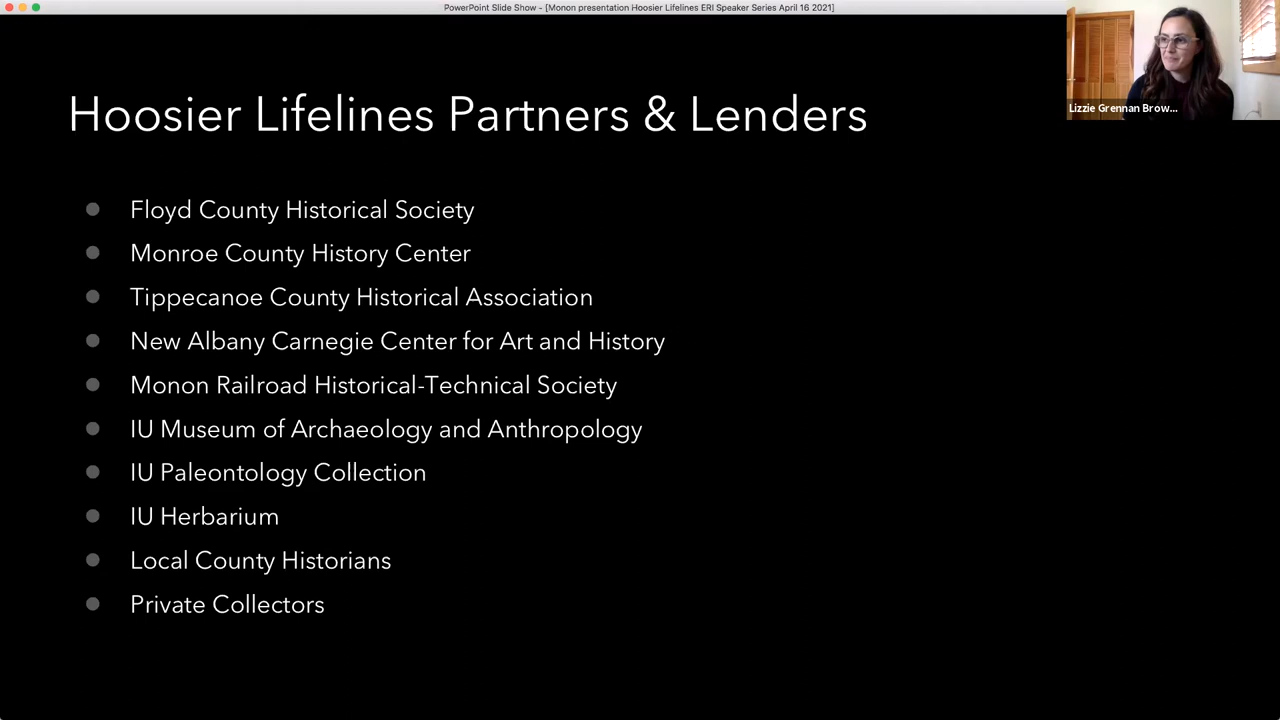 PowerPoint Slide Show - [Monon presentation Hoosier Lifelines ERI Speaker Series April 16 2021]
Lizzie Grennan Brow...
Hoosier Lifelines Partners & Lenders
Floyd County Historical Society
Monroe County History Center
Tippecanoe County Historical Association
New Albany Carnegie Center for Art and History
Monon Railroad Historical-Technical Society
IU Museum of Archaeology and Anthropology
IU Paleontology Collection
IU Herbarium
Local County Historians
Private Collectors